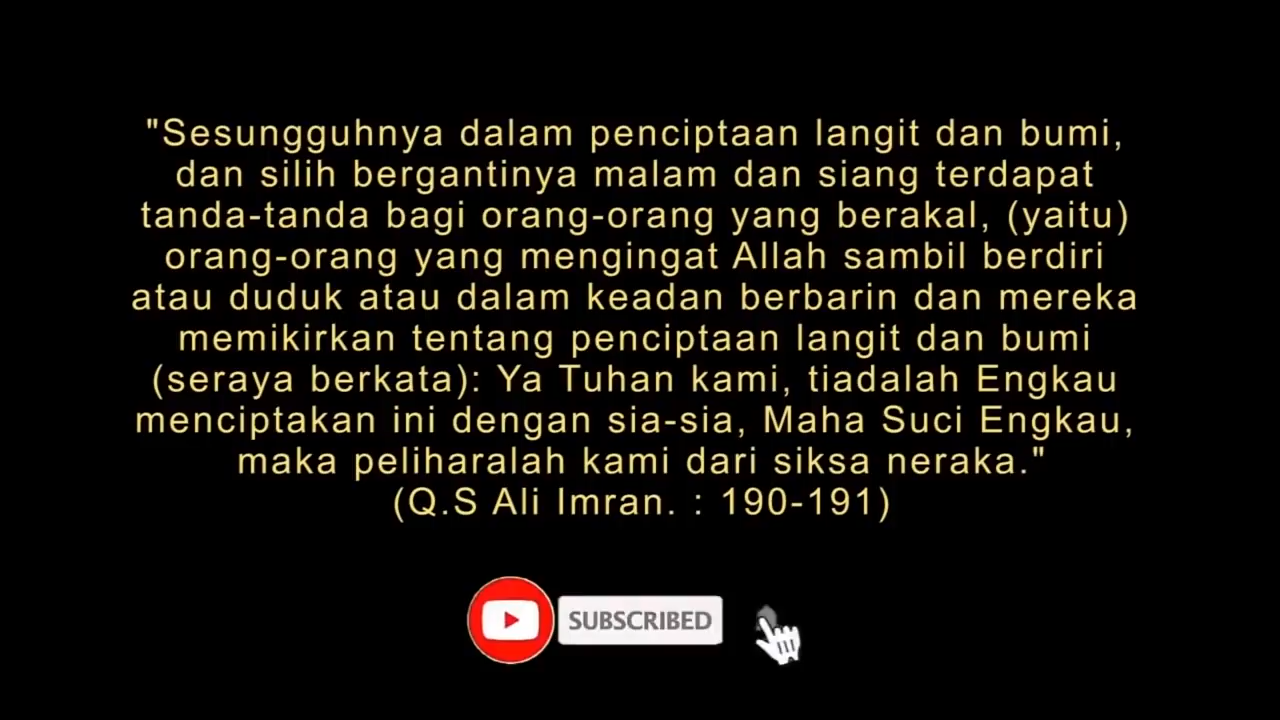 "Sesungguhnya dalam penciptaan langit dan bumi,
dan silih bergantinya malam dan siang terdapat
tanda-tanda bagi orang-orang yang berakal, (yaitu)
orang-orang yang mengingat Allah sambil berdiri
atau duduk atau dalam keadan berbarin dan mereka
memikirkan tentang penciptaan langit dan bumi
(seraya berkata): Ya Tuhan kami, tiadalah Engkau
menciptakan ini dengan sia-sia, Maha Suci Engkau,
maka peliharalah kami dari siksa neraka."
(Q.S Ali Imran. : 190-191)
SUBSCRIBED